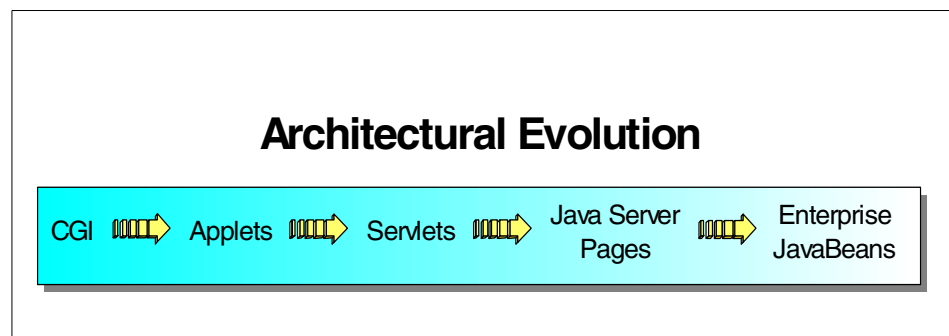 Architectural Evolution
CGI
Applets
Servlets
Java Server
Pages
Enterprise
JavaBeans